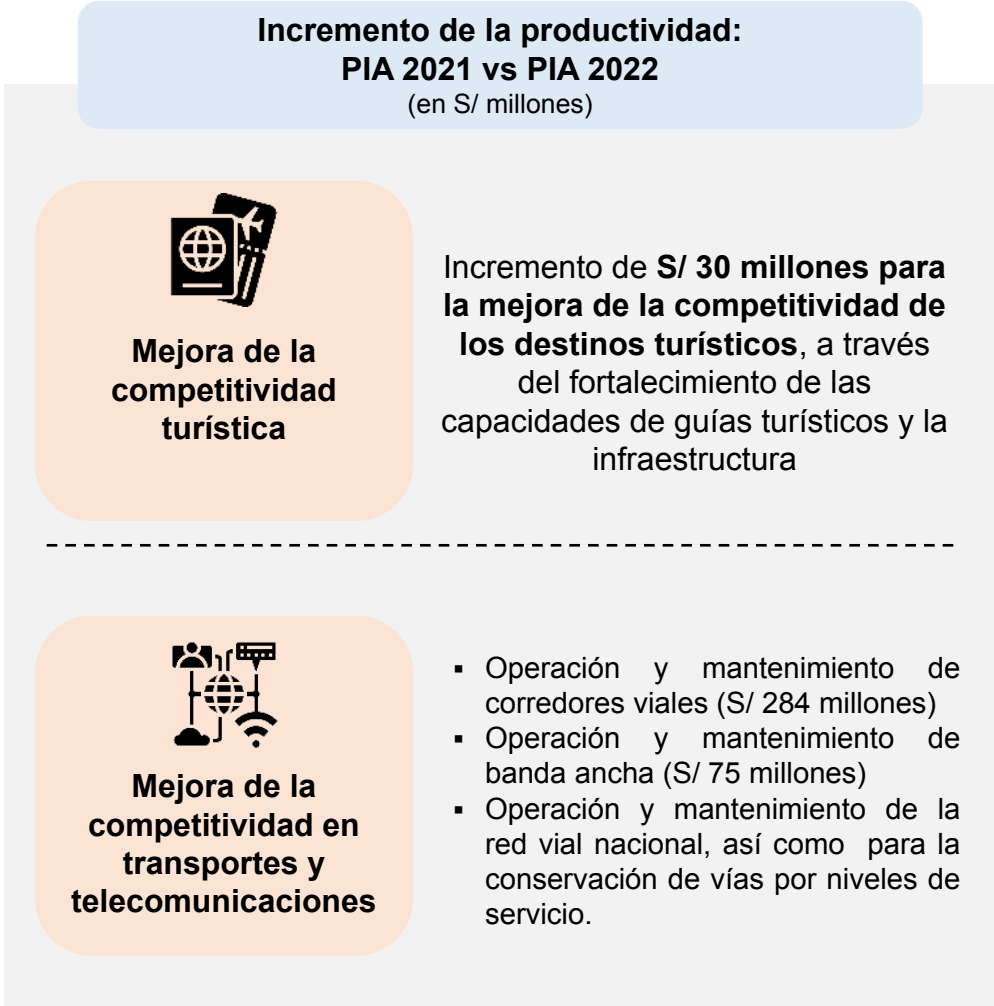 Incremento de la productividad:
PIA 2021 vs PIA 2022
(en S/ millones)
Mejora de la
competitividad
turística
Incremento de S/ 30 millones para
la mejora de la competitividad de
los destinos turísticos, a través
del fortalecimiento de las
capacidades de guías turísticos y la
infraestructura
Mejora de la
competitividad en
transportes y
telecomunicaciones
▪ Operación y mantenimiento de
corredores viales (S/ 284 millones)
▪ Operación y mantenimiento de
banda ancha (S/ 75 millones)
▪ Operación y mantenimiento de la
red vial nacional, así como para la
conservación de vías por niveles de
servicio.